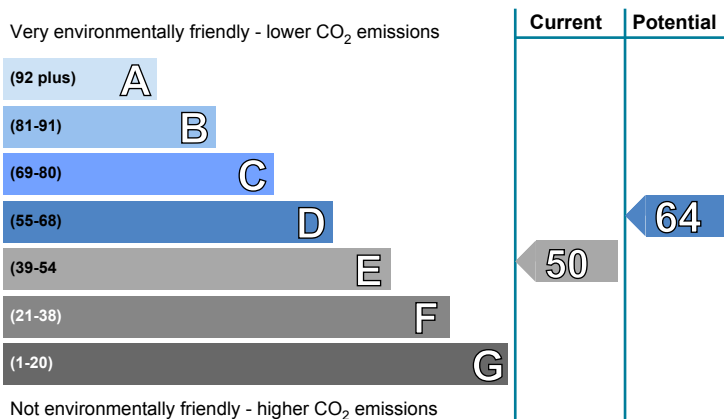 Current Potential
Very environmentally friendly - lower CO2 emissions
(92 plus) A
(81-91) B
(69-80) C
(55-68) D
64
(39-54 E
50
(21-38) F
(1-20) G
Not environmentally friendly - higher CO2 emissions